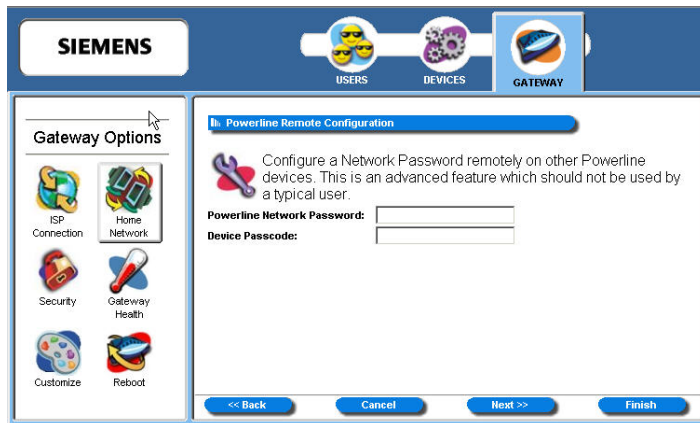 SIEMENS
USERS
DEVICES
GATEWAY
Gateway Options
ISP
Connection
Home
Network
Security
Gateway
Health
Customize
Reboot
Powerline Remote Configuration
Configure a Network Password remotely on other Powerline
devices. This is an advanced feature which should not be used by
a typical user.
Powerline Network Password:
Device Passcode:
<< Back
Cancel
Next >>
Finish